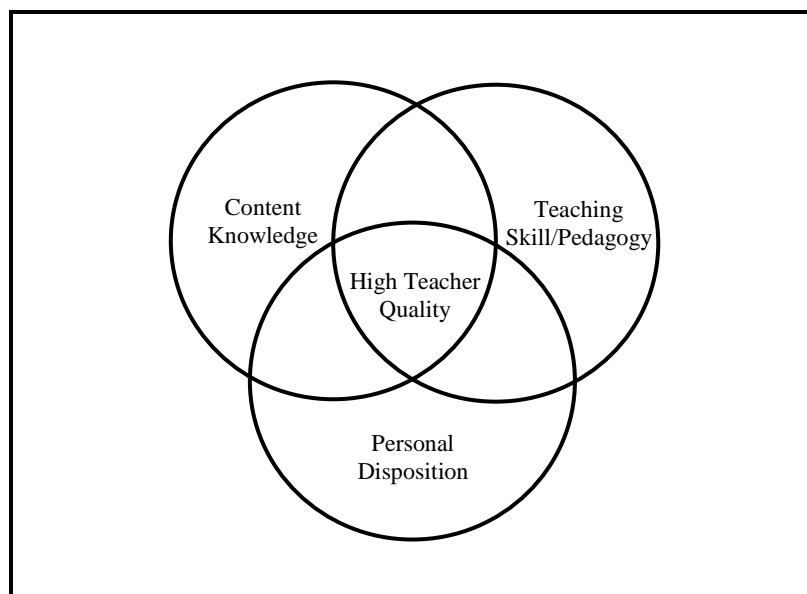 Content
Knowledge
Teaching
Skill/Pedagogy
High Teacher
Quality
Personal
Disposition